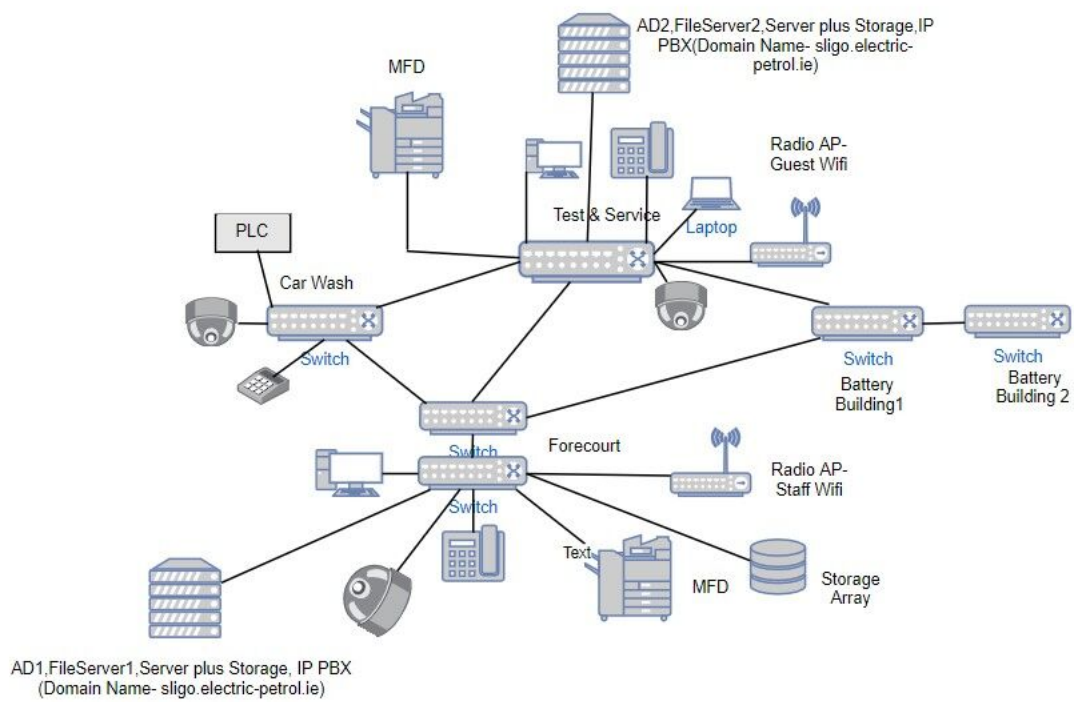 AD2,FileServer2,Server plus Storage,IP
PBX(Domain Name- sligo.electric-
petrol.ie)
MFD
Radio AP-
Guest Wifi
Test & Service
Laptop
PLC
Car Wash
Switch
Switch
Battery
Building1
Switch
Battery
Building 2
Switch
Forecourt
Switch
Radio AP-
Staff Wifi
Text
MFD
Storage
Array
AD1,FileServer1,Server plus Storage, IP PBX
(Domain Name- sligo.electric-petrol.ie)